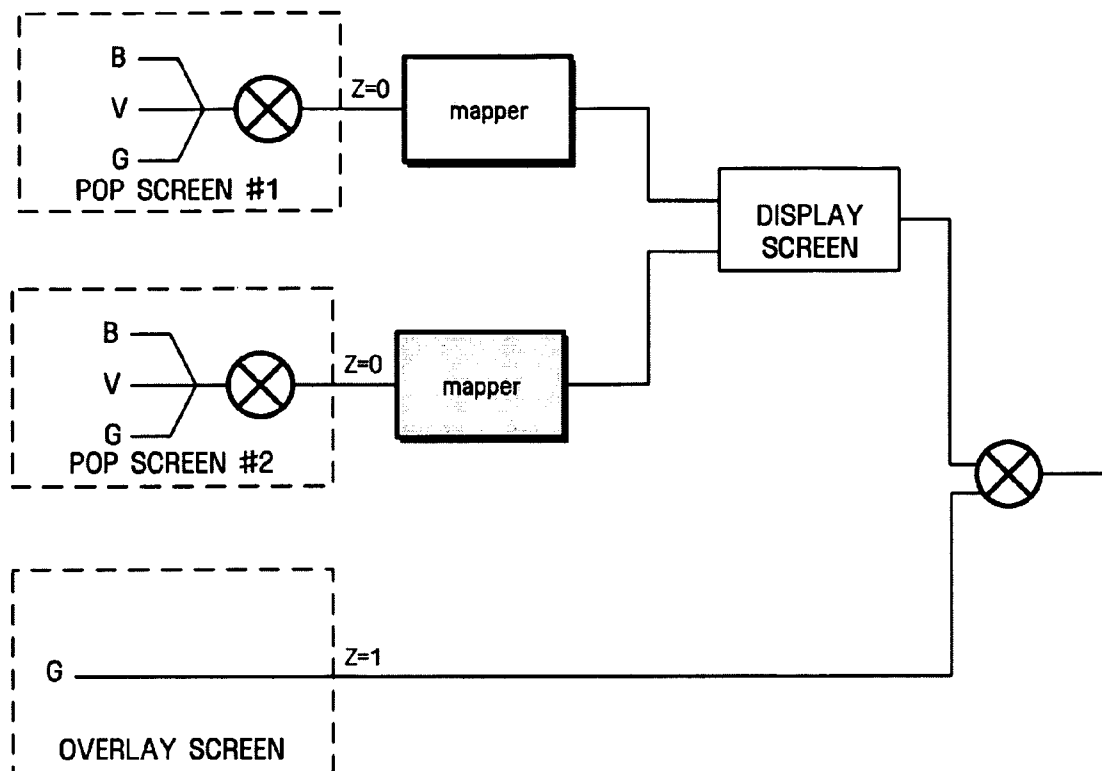 B
V
G
Z=0
mapper
POP SCREEN #1
DISPLAY
SCREEN
B
V
G
Z=0
mapper
POP SCREEN #2
G
Z=1
OVERLAY SCREEN